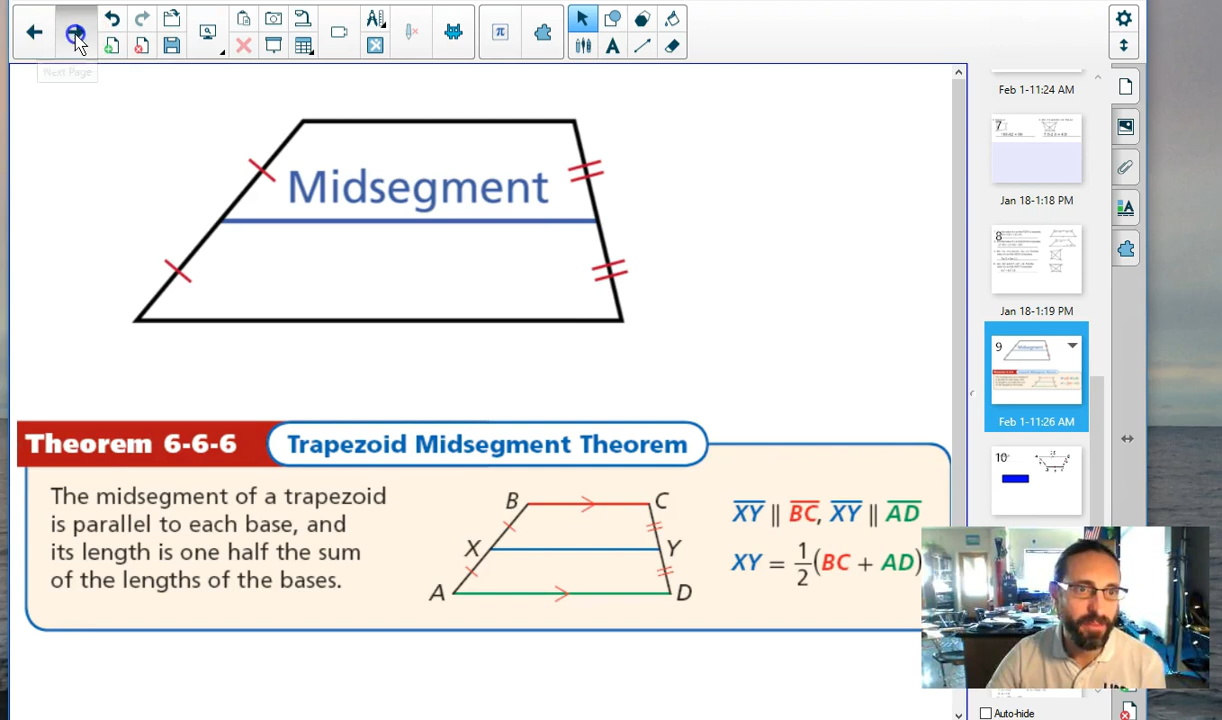 Next Page
Midsegment
Theorem 6-6-6 Trapezoid Midsegment Theorem
The midsegment of a trapezoid
is parallel to each base, and
its length is one half the sum
of the lengths of the bases.
B C
X Y
A D
XY || BC, XY || AD
XY = 1/2(BC + AD)
Feb 1-11:24 AM
7
Jan 18-1:18 PM
8
Jan 18-1:19 PM
9
Midsegment
Feb 1-11:26 AM
10
Auto-hide